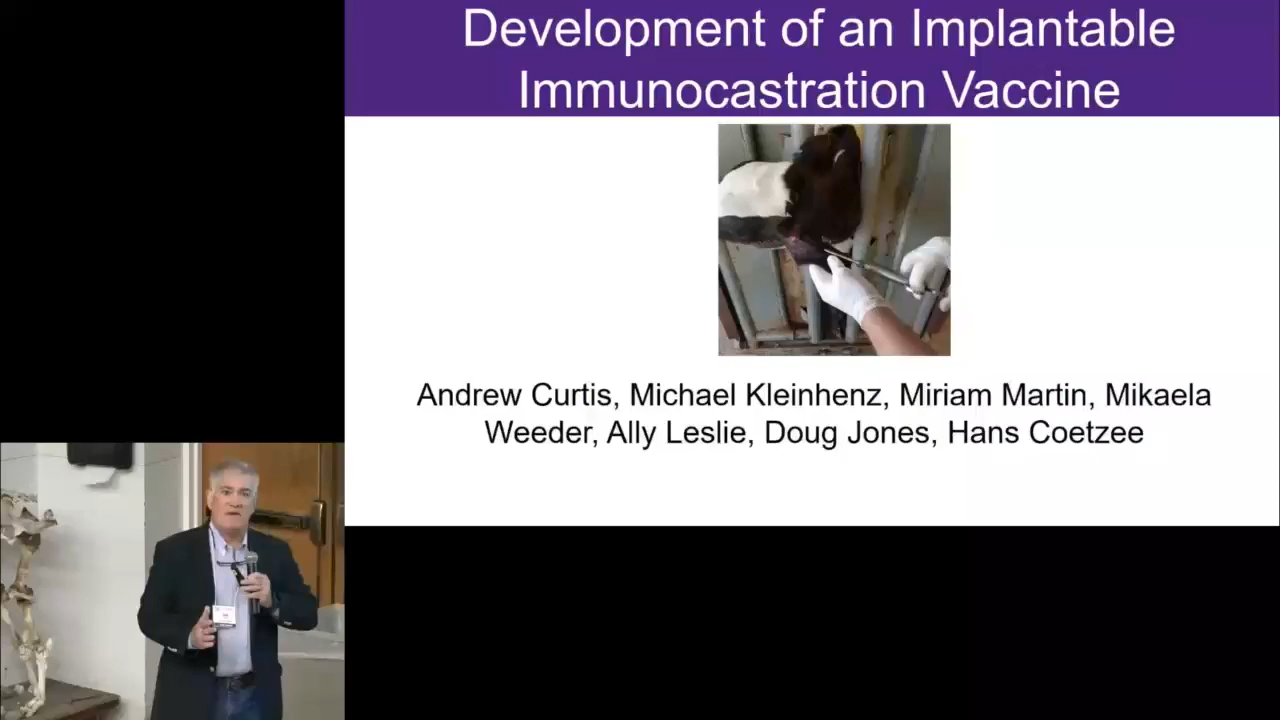 Development of an Implantable
Immunocastration Vaccine
Andrew Curtis, Michael Kleinhenz, Miriam Martin, Mikaela
Weeder, Ally Leslie, Doug Jones, Hans Coetzee